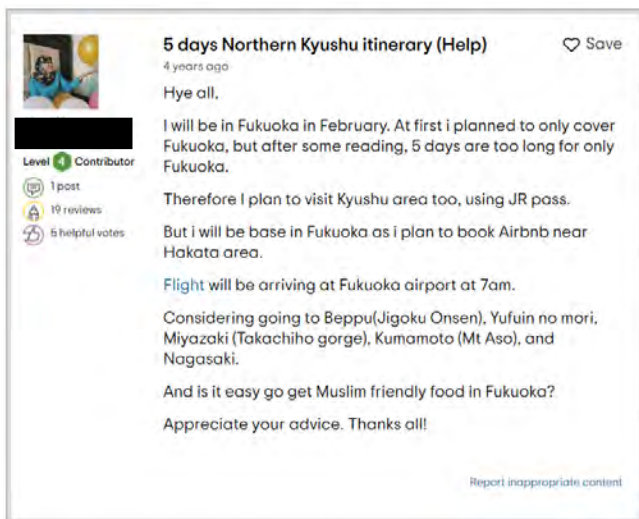 5 days Northern Kyushu itinerary (Help)
Save
4 years ago
Hye all,
I will be in Fukuoka in February. At first i planned to only cover
Fukuoka, but after some reading, 5 days are too long for only
Fukuoka.
Level 4 Contributor
1 post
19 reviews
6 helpful votes
Therefore I plan to visit Kyushu area too, using JR pass.
But i will be base in Fukuoka as i plan to book Airbnb near
Hakata area.
Flight will be arriving at Fukuoka airport at 7am.
Considering going to Beppu(Jigoku Onsen), Yufuin no mori,
Miyazaki (Takachiho gorge), Kumamoto (Mt Aso), and
Nagasaki.
And is it easy go get Muslim friendly food in Fukuoka?
Appreciate your advice. Thanks all!
Report inappropriate content